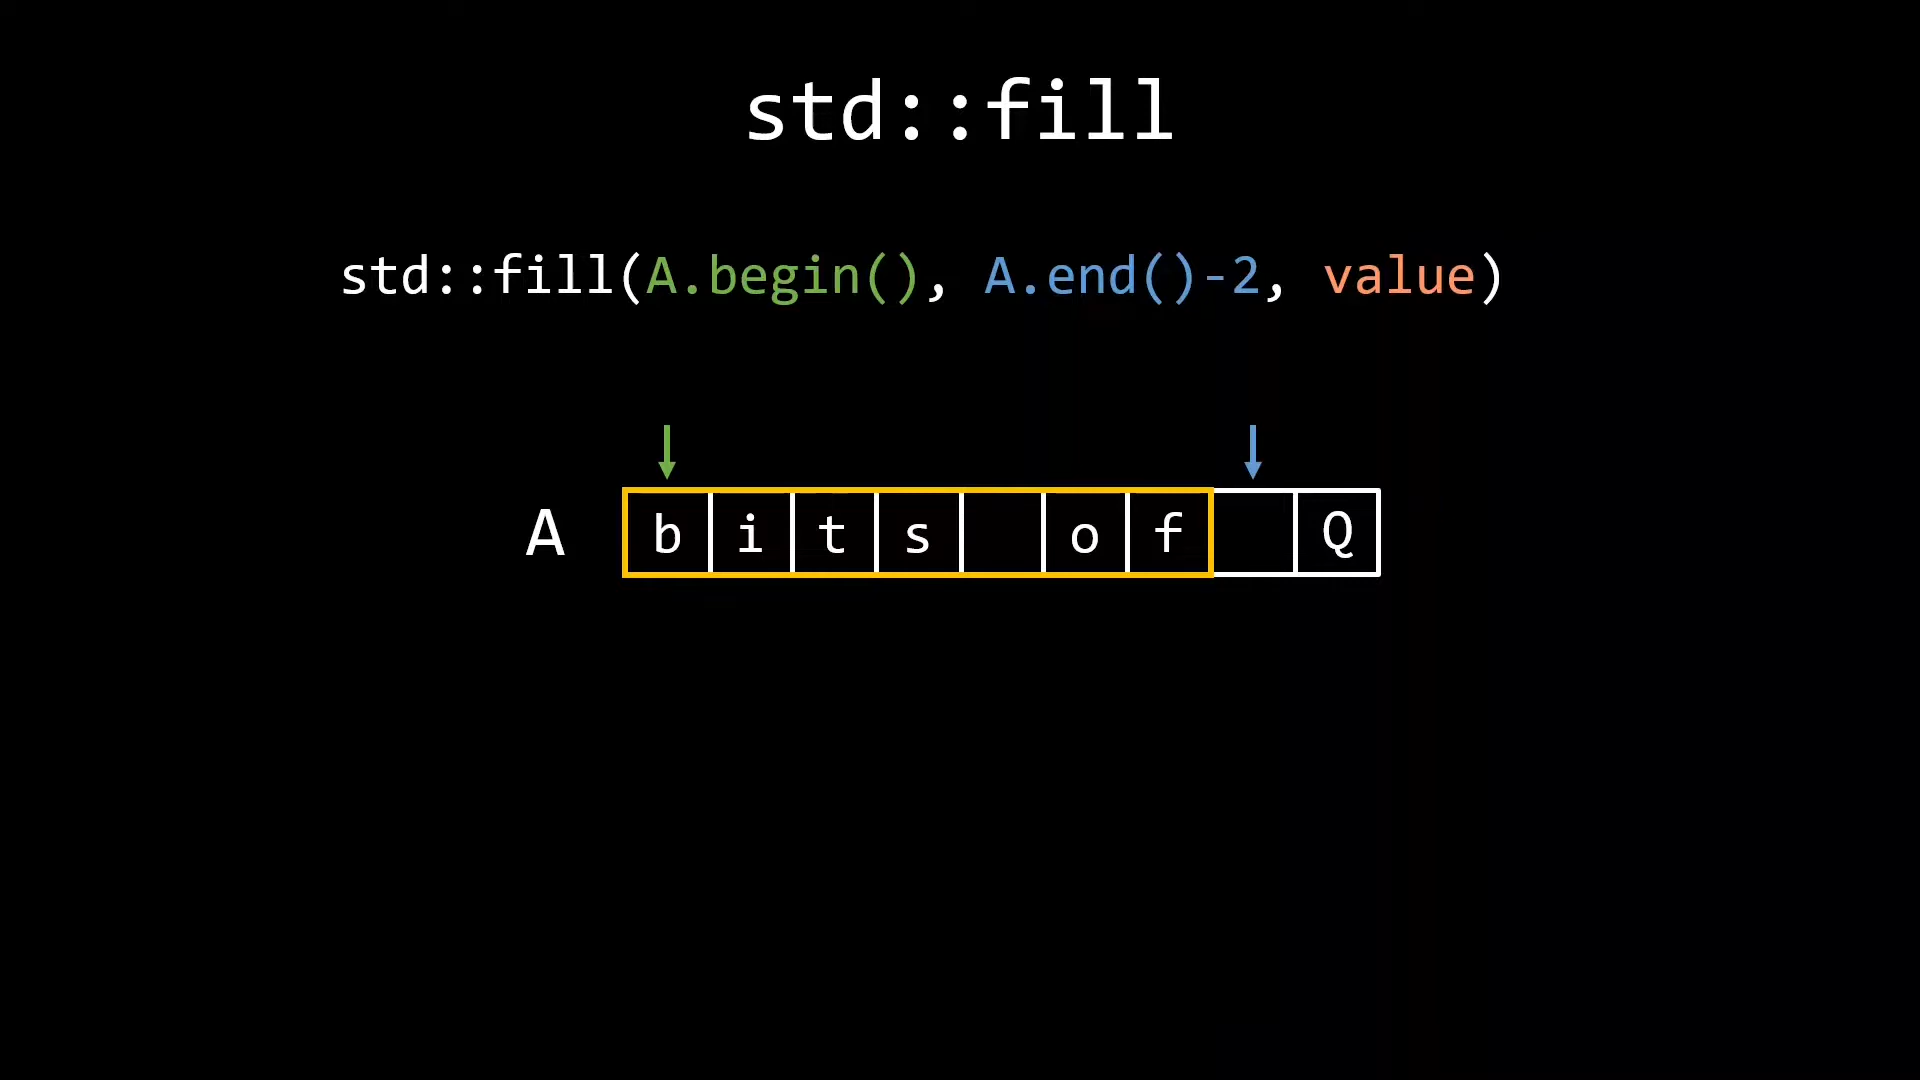 std::fill
std::fill(A.begin(), A.end()-2, value)
A b i t s o f Q